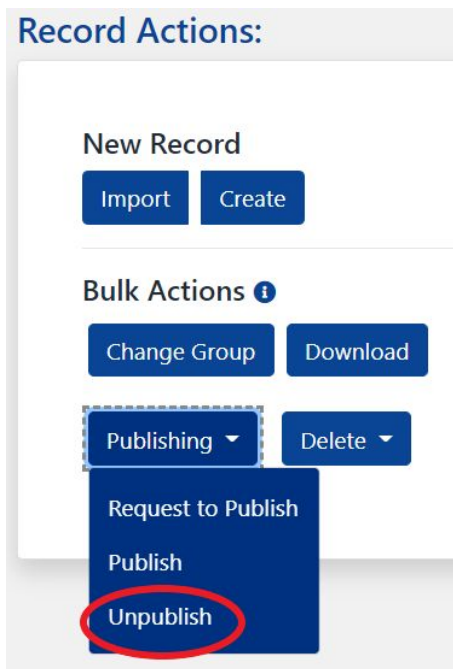 Record Actions:
New Record
Import Create
Bulk Actions
Change Group Download
Publishing Delete
Request to Publish
Publish
Unpublish